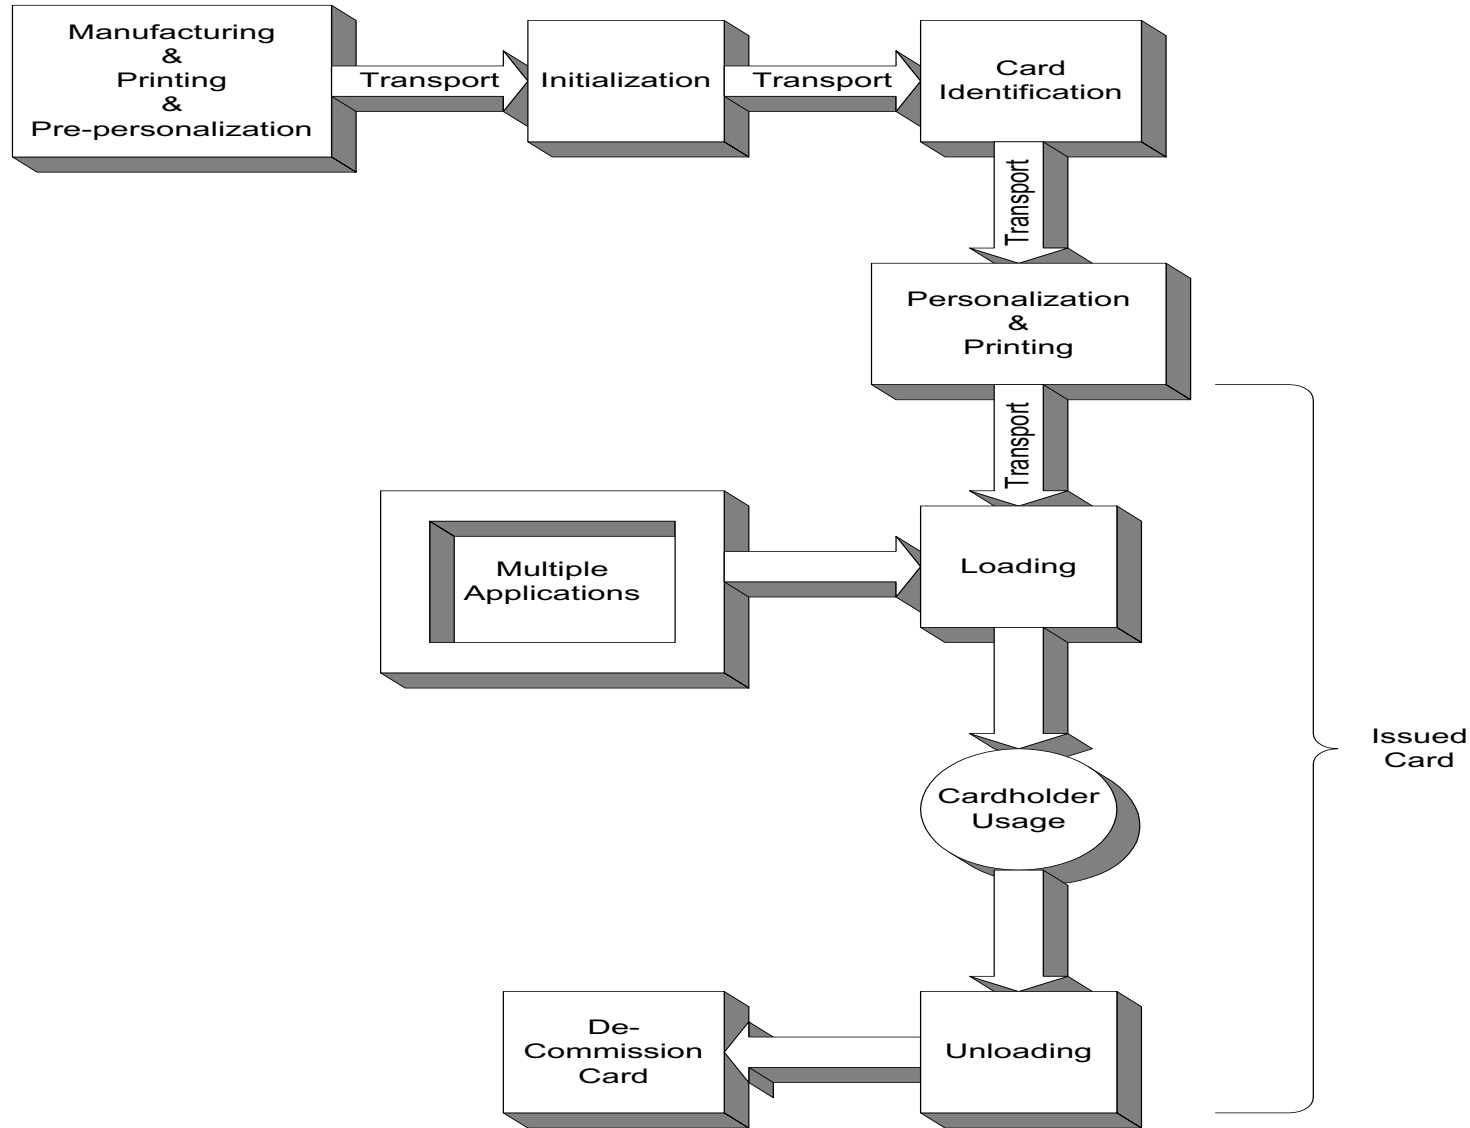 Manufacturing
&
Printing
&
Pre-personalization
Transport
Initialization
Transport
Card
Identification
Transport
Personalization
&
Printing
Transport
Multiple
Applications
Loading
Issued
Card
Cardholder
Usage
De-
Commission
Card
Unloading